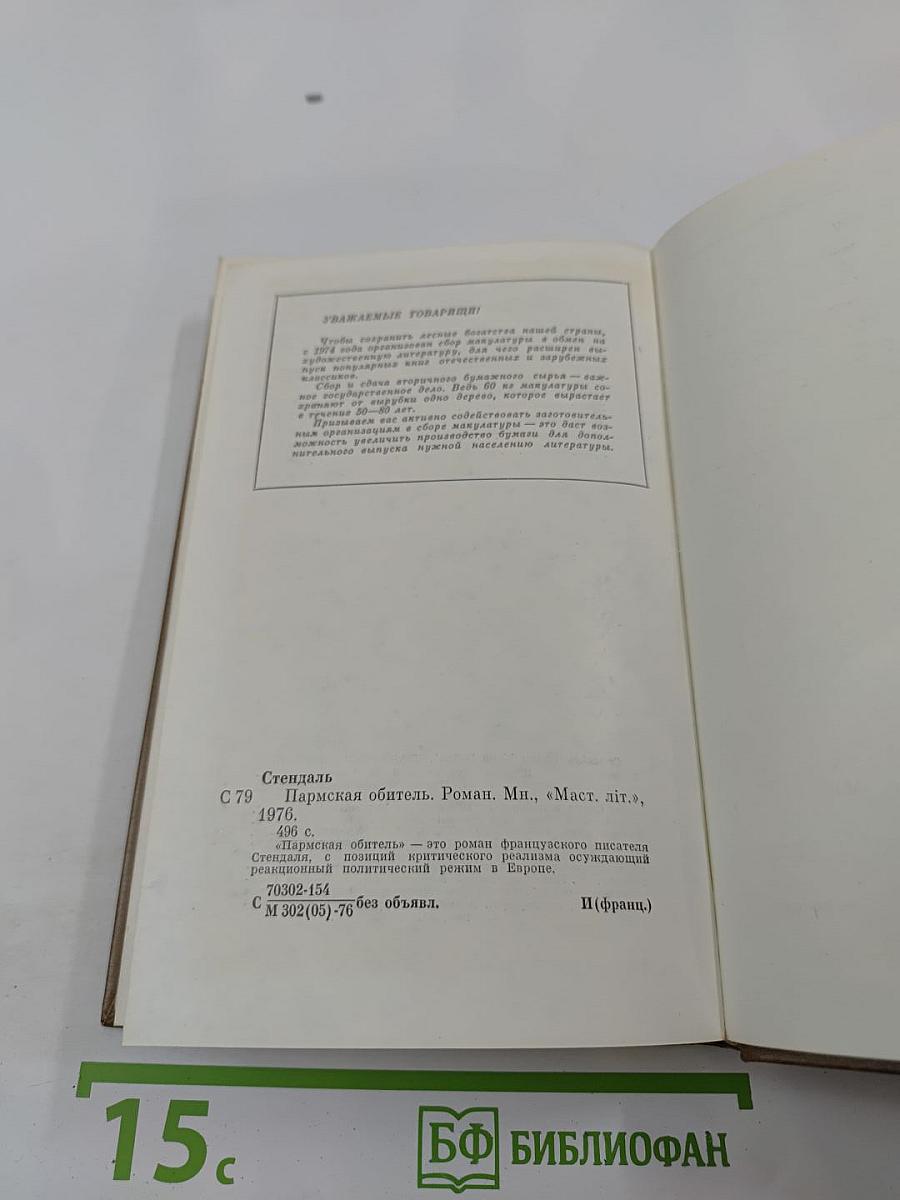 УВАЖАЕМЫЕ ТОВАРИЩИ!
Чтобы сохранить лесные богатства нашей страны,
с 1974 года организован сбор макулатуры в обмен на
художественную литературу, для чего расширен вы-
пуск популярных книг отечественных и зарубежных
классиков.
Сбор и сдача вторичного бумажного сырья — важ-
ное государственное дело. Ведь 60 кг макулатуры со-
храняют от вырубки одно дерево, которое вырастает
в течение 50—80 лет.
Призываем вас активно содействовать заготовитель-
ным организациям в сборе макулатуры — это даст воз-
можность увеличить производство бумаги для допол-
нительного выпуска нужной населению литературы.
Стендаль
С 79 Пармская обитель. Роман. Мн., «Маст. літ.»,
1976.
496 с.
«Пармская обитель» — это роман французского писателя
Стендаля, с позиций критического реализма осуждающий
реакционный политический режим в Европе.
70302-154
С М 302(05)-76 без объявл. И(франц.)
15 с
БФ БИБЛИОФАН